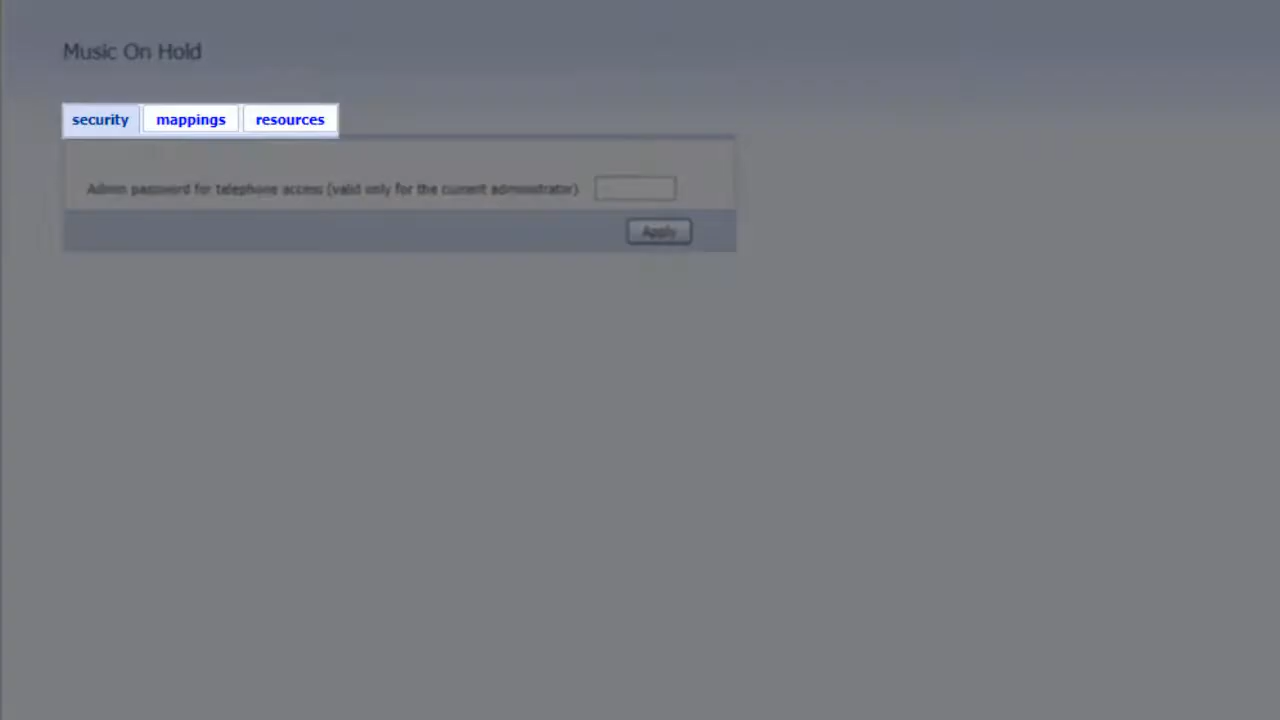 Music On Hold
security mappings resources
Admin password for telephone access (valid only for the current administrator)
Apply